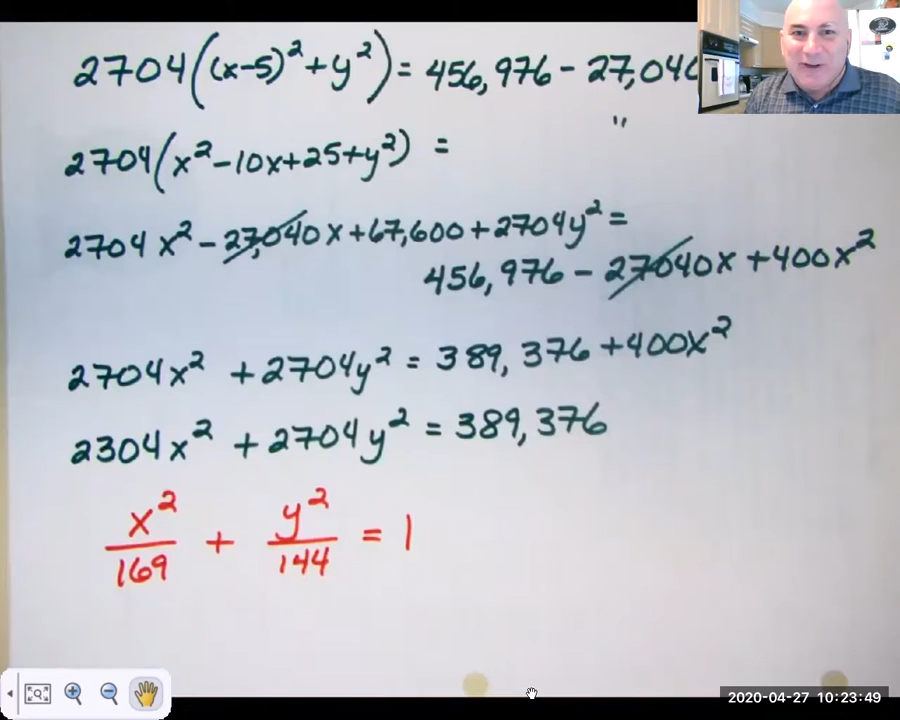 2704((x-5)²+y²) = 456,976 - 27,040
"
2704(x²-10x+25+y²) =
2704x² - 27,040x + 67,600 + 2704y² =
456,976 - 27040x + 400x²
2704x² + 2704y² = 389,376 + 400x²
2304x² + 2704y² = 389,376
x²/169 + y²/144 = 1
2020-04-27 10:23:49